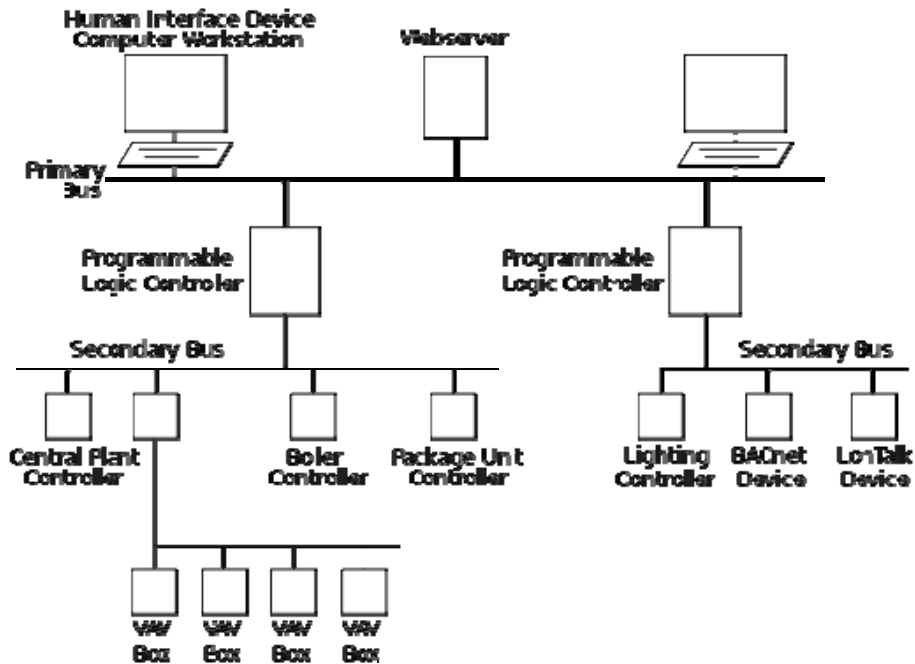 Human Interface Device
Computer Workstation
Webserver
Primary
Bus
Programmable
Logic Controller
Programmable
Logic Controller
Secondary Bus
Secondary Bus
Central Plant
Controller
Boiler
Controller
Package Unit
Controller
Lighting
Controller
BACnet
Device
LonTalk
Device
VAV
Box
VAV
Box
VAV
Box
VAV
Box